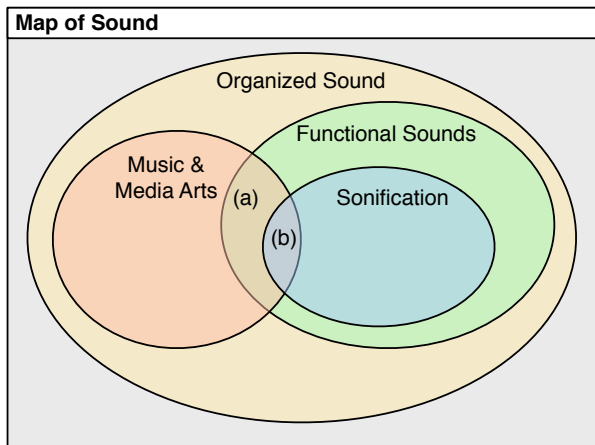 Map of Sound
Organized Sound
Functional Sounds
Music &
Media Arts
(a)
Sonification
(b)